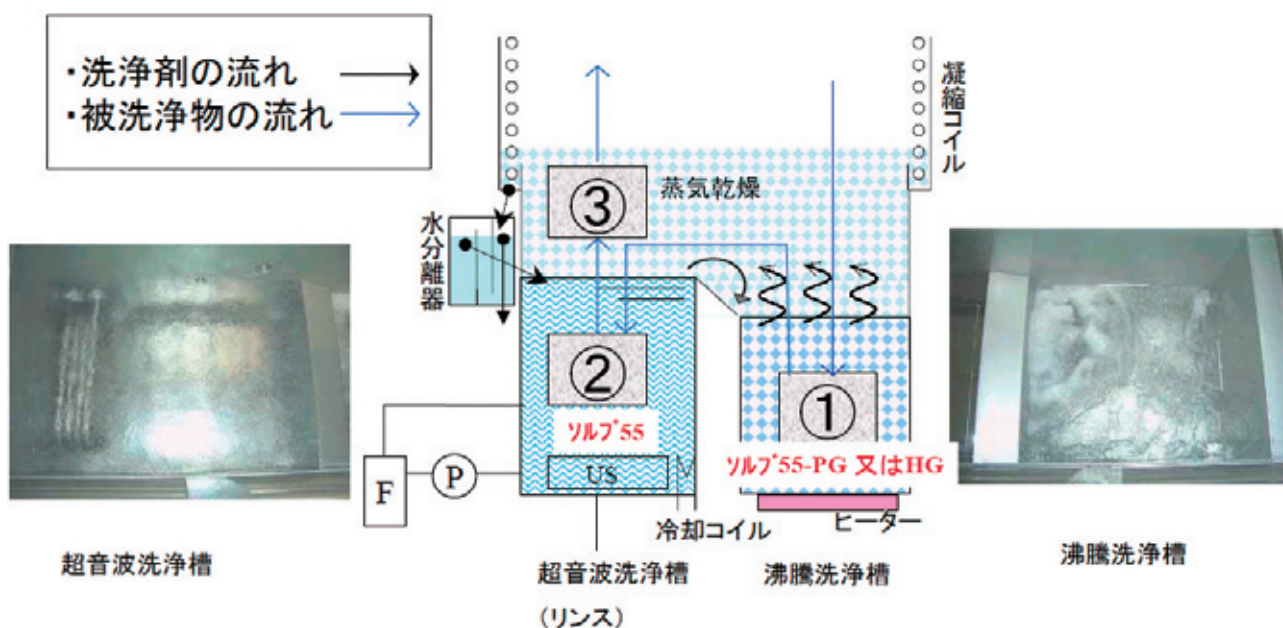 ・洗浄剤の流れ
・被洗浄物の流れ
凝縮コイル
③
蒸気乾燥
水分離器
②
①
ソルブ55
ソルブ55-PG 又はHG
US
F
P
冷却コイル
ヒーター
超音波洗浄槽
超音波洗浄槽
(リンス)
沸騰洗浄槽
沸騰洗浄槽